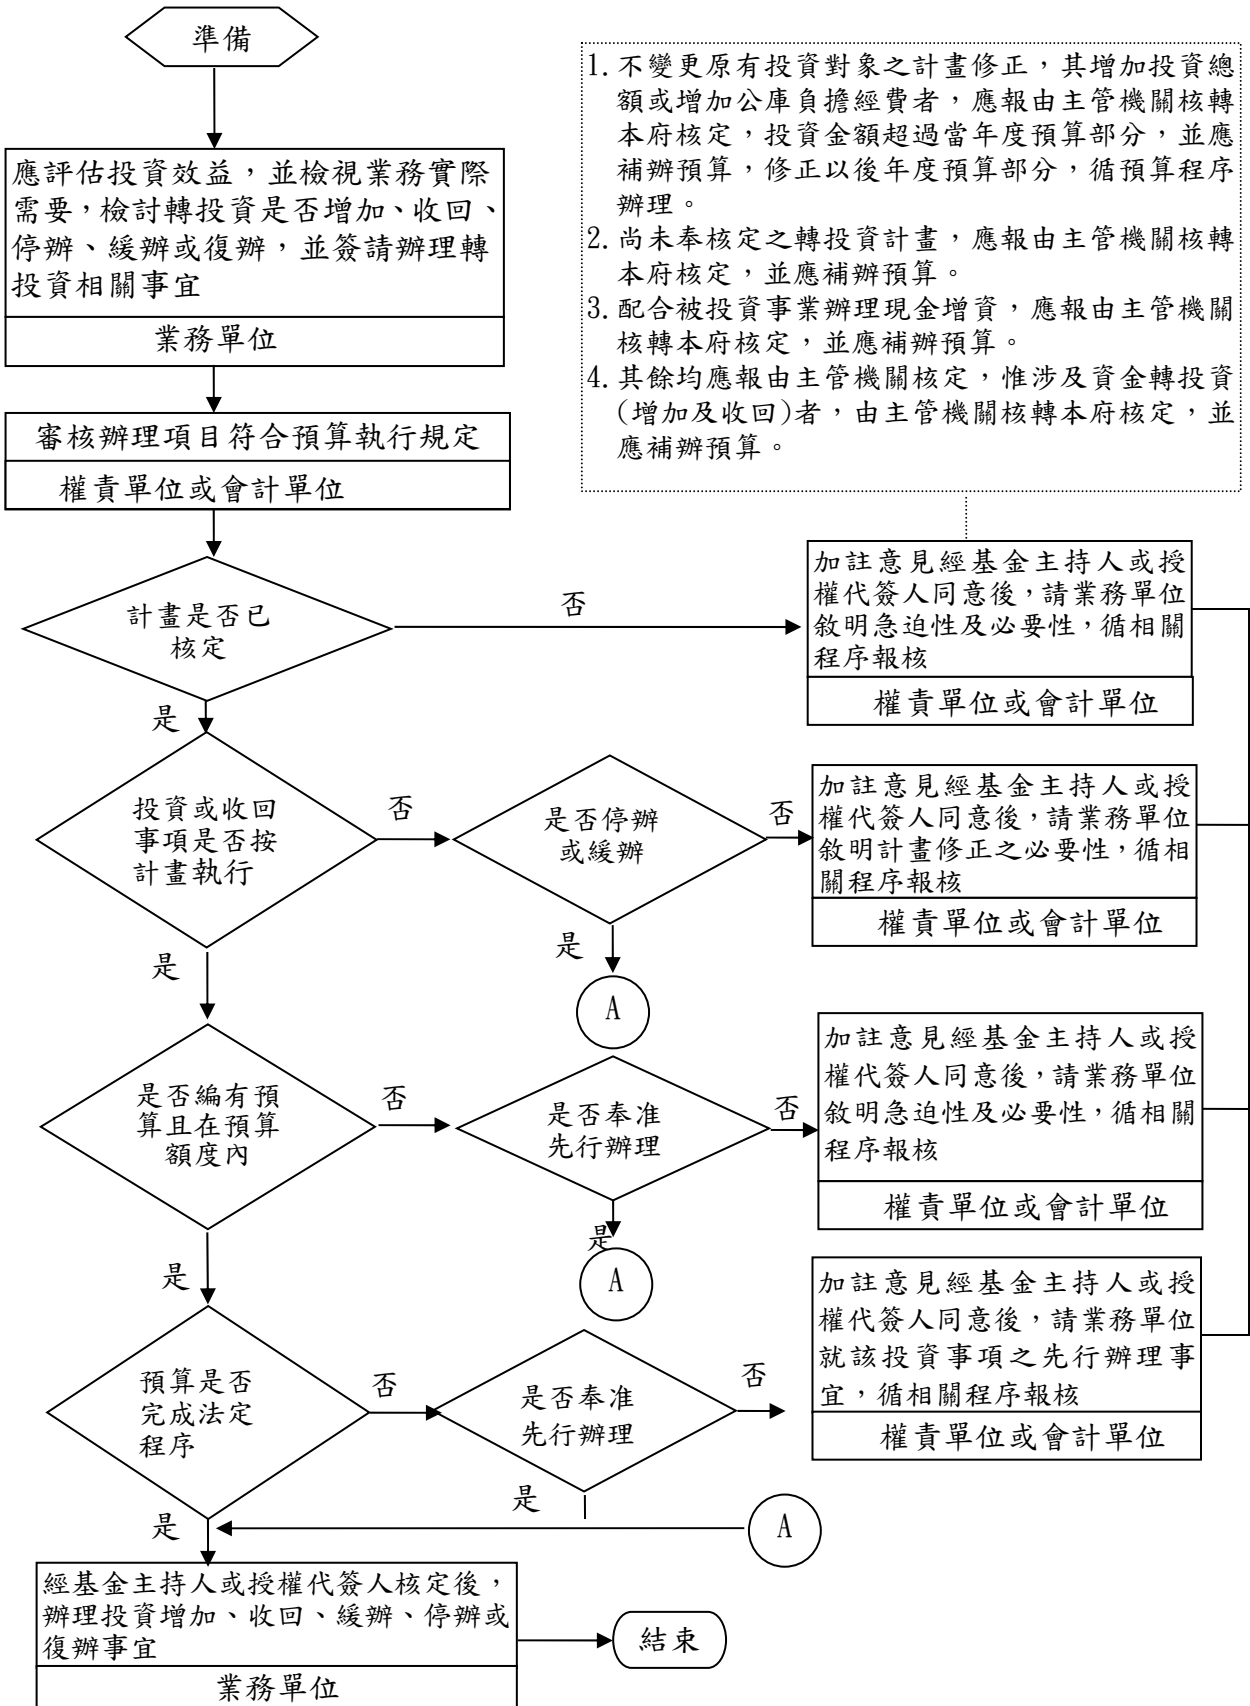 準備
1. 不變更原有投資對象之計畫修正，其增加投資總
額或增加公庫負擔經費者，應報由主管機關核轉
本府核定，投資金額超過當年度預算部分，並應
補辦預算，修正以後年度預算部分，循預算程序
辦理。
2. 尚未奉核定之轉投資計畫，應報由主管機關核轉
本府核定，並應補辦預算。
3. 配合被投資事業辦理現金增資，應報由主管機關
核轉本府核定，並應補辦預算。
4. 其餘均應報由主管機關核定，惟涉及資金轉投資
(增加及收回)者，由主管機關核轉本府核定，並
應補辦預算。
應評估投資效益，並檢視業務實際
需要，檢討轉投資是否增加、收回、
停辦、緩辦或復辦，並簽請辦理轉
投資相關事宜
業務單位
審核辦理項目符合預算執行規定
權責單位或會計單位
計畫是否已
核定
否
加註意見經基金主持人或授
權代簽人同意後，請業務單位
敘明急迫性及必要性，循相關
程序報核
權責單位或會計單位
是
投資或收回
事項是否按
計畫執行
否
是否停辦
或緩辦
否
加註意見經基金主持人或授
權代簽人同意後，請業務單位
敘明計畫修正之必要性，循相
關程序報核
權責單位或會計單位
是
是
A
是否編有預
算且在預算
額度內
否
是否奉准
先行辦理
否
加註意見經基金主持人或授
權代簽人同意後，請業務單位
敘明急迫性及必要性，循相關
程序報核
權責單位或會計單位
是
是
A
預算是否
完成法定
程序
否
是否奉准
先行辦理
否
加註意見經基金主持人或授
權代簽人同意後，請業務單位
就該投資事項之先行辦理事
宜，循相關程序報核
權責單位或會計單位
是
是
A
經基金主持人或授權代簽人核定後，
辦理投資增加、收回、緩辦、停辦或
復辦事宜
業務單位
結束